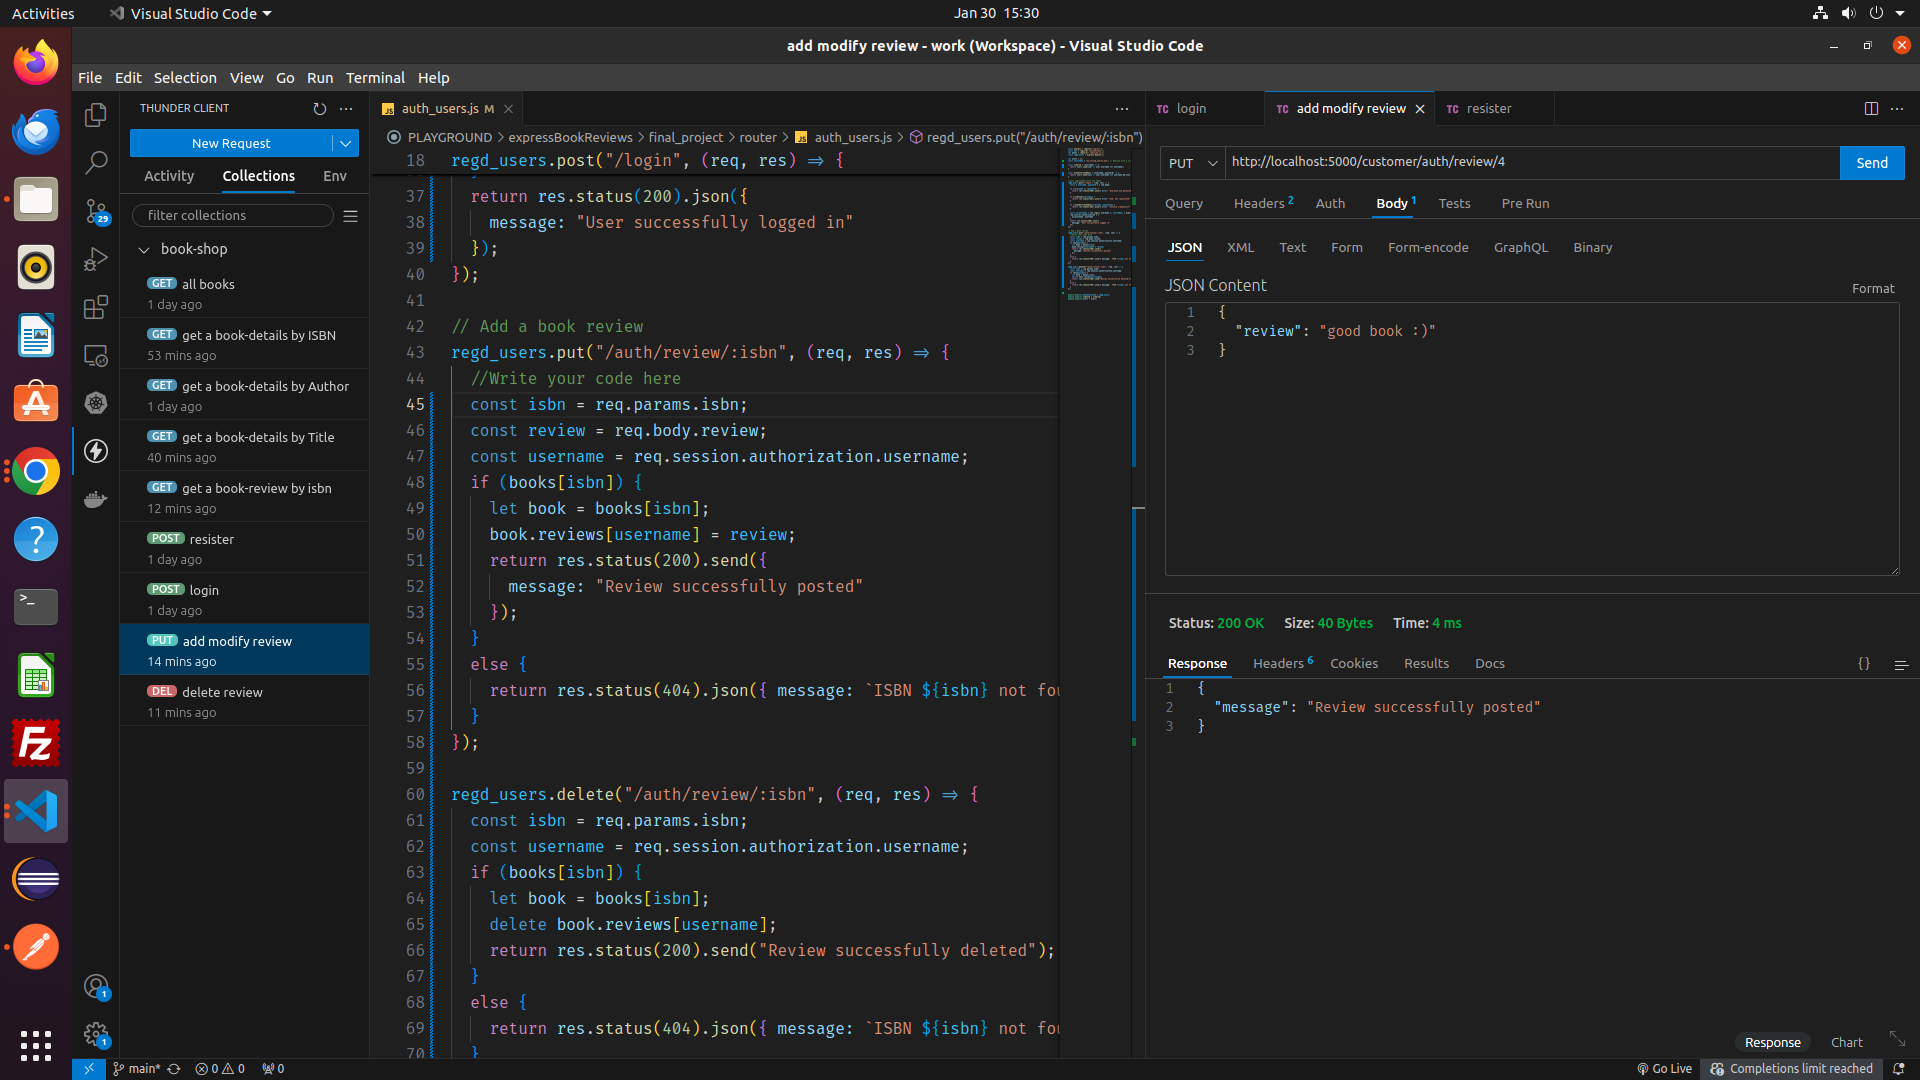 Activities
Visual Studio Code
Jan 30 15:30
add modify review - work (Workspace) - Visual Studio Code
File Edit Selection View Go Run Terminal Help
THUNDER CLIENT
New Request
Activity Collections Env
filter collections
book-shop
GET all books
1 day ago
GET get a book-details by ISBN
53 mins ago
GET get a book-details by Author
1 day ago
GET get a book-details by Title
40 mins ago
GET get a book-review by isbn
12 mins ago
POST resister
1 day ago
POST login
1 day ago
PUT add modify review
14 mins ago
DEL delete review
11 mins ago
29
1
1
JS auth_users.js M
PLAYGROUND > expressBookReviews > final_project > router > JS auth_users.js > regd_users.put("/auth/review/:isbn")
18 regd_users.post("/login", (req, res) => {
37 return res.status(200).json({
38 message: "User successfully logged in"
39 });
40 });
41
42 // Add a book review
43 regd_users.put("/auth/review/:isbn", (req, res) => {
44 //Write your code here
45 const isbn = req.params.isbn;
46 const review = req.body.review;
47 const username = req.session.authorization.username;
48 if (books[isbn]) {
49 let book = books[isbn];
50 book.reviews[username] = review;
51 return res.status(200).send({
52 message: "Review successfully posted"
53 });
54 }
55 else {
56 return res.status(404).json({ message: `ISBN ${isbn} not fou
57 }
58 });
59
60 regd_users.delete("/auth/review/:isbn", (req, res) => {
61 const isbn = req.params.isbn;
62 const username = req.session.authorization.username;
63 if (books[isbn]) {
64 let book = books[isbn];
65 delete book.reviews[username];
66 return res.status(200).send("Review successfully deleted");
67 }
68 else {
69 return res.status(404).json({ message: `ISBN ${isbn} not fou
70 }
TC login TC add modify review TC resister
PUT http://localhost:5000/customer/auth/review/4 Send
Query Headers 2 Auth Body 1 Tests Pre Run
JSON XML Text Form Form-encode GraphQL Binary
JSON Content
Format
1 {
2 "review": "good book :)"
3 }
Status: 200 OK Size: 40 Bytes Time: 4 ms
Response Headers 6 Cookies Results Docs {}
1 {
2 "message": "Review successfully posted"
3 }
Response Chart
main* 0 0 0
Go Live Completions limit reached